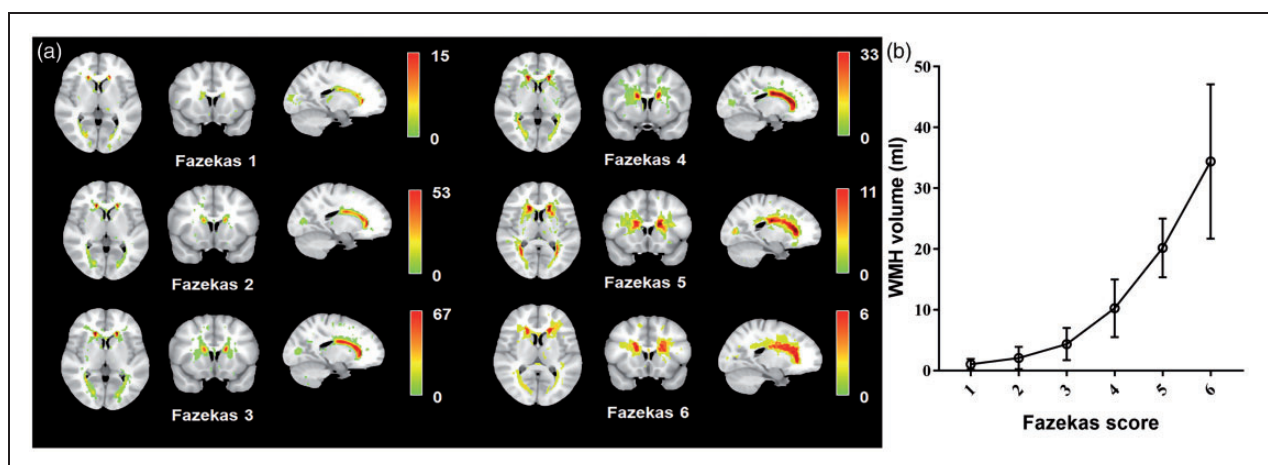 (a)
15
0
Fazekas 1
53
0
Fazekas 2
67
0
Fazekas 3
33
0
Fazekas 4
11
0
Fazekas 5
6
0
Fazekas 6
(b)
WMH volume (ml)
50
40
30
20
10
0
1 2 3 4 5 6
Fazekas score